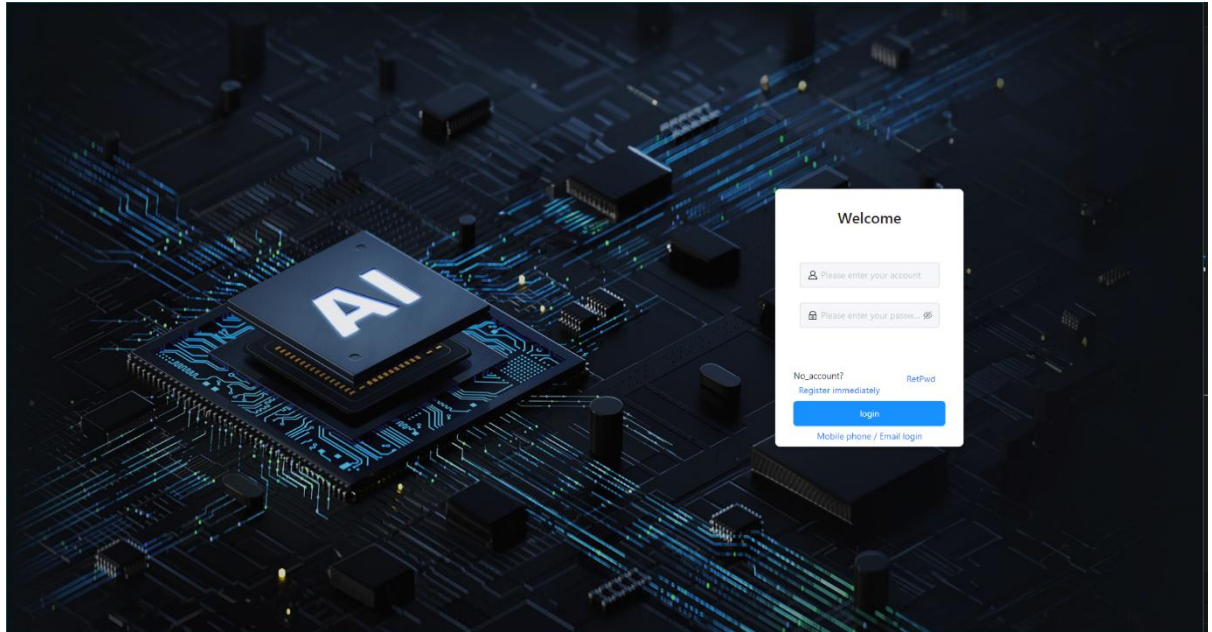 AI
Welcome
Please enter your account
Please enter your passw...
No_account?
RetPwd
Register immediately
login
Mobile phone / Email login